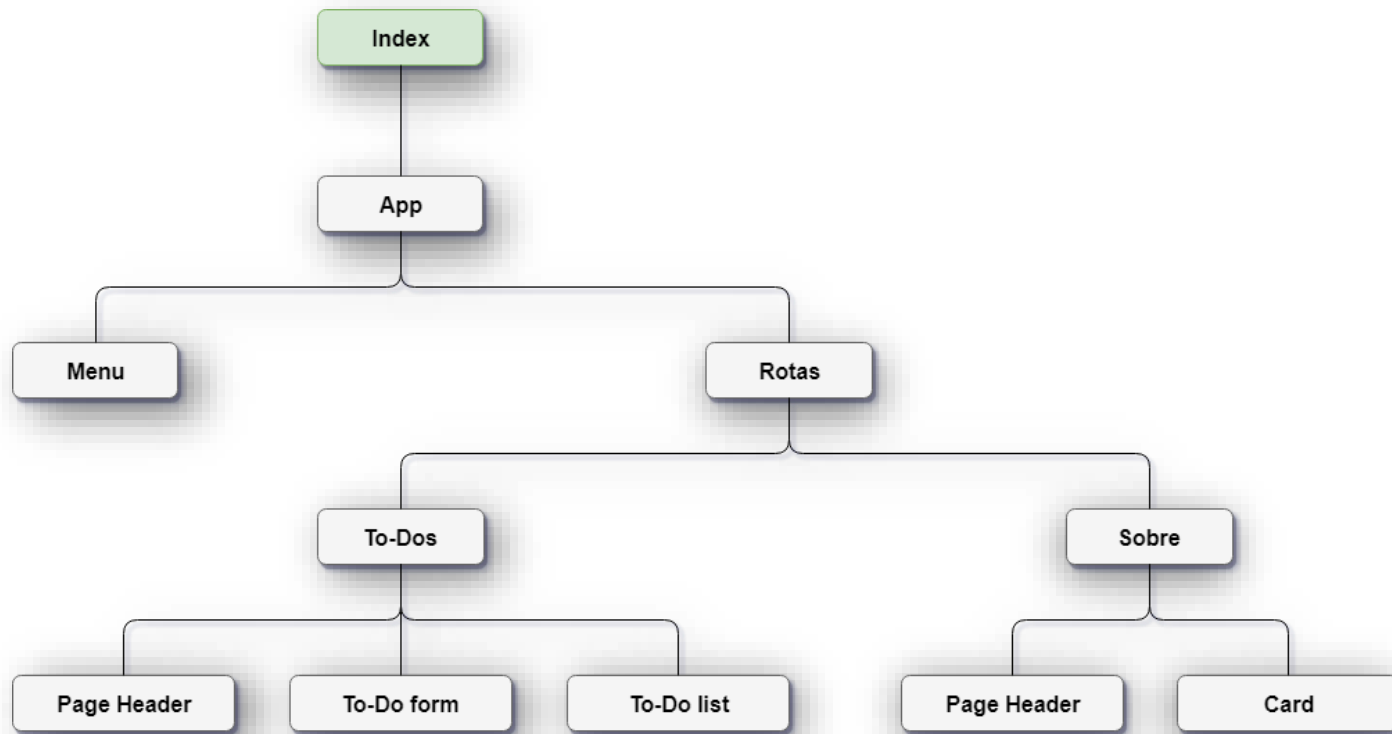 Index
App
Menu
Rotas
To-Dos
Sobre
Page Header
To-Do form
To-Do list
Page Header
Card